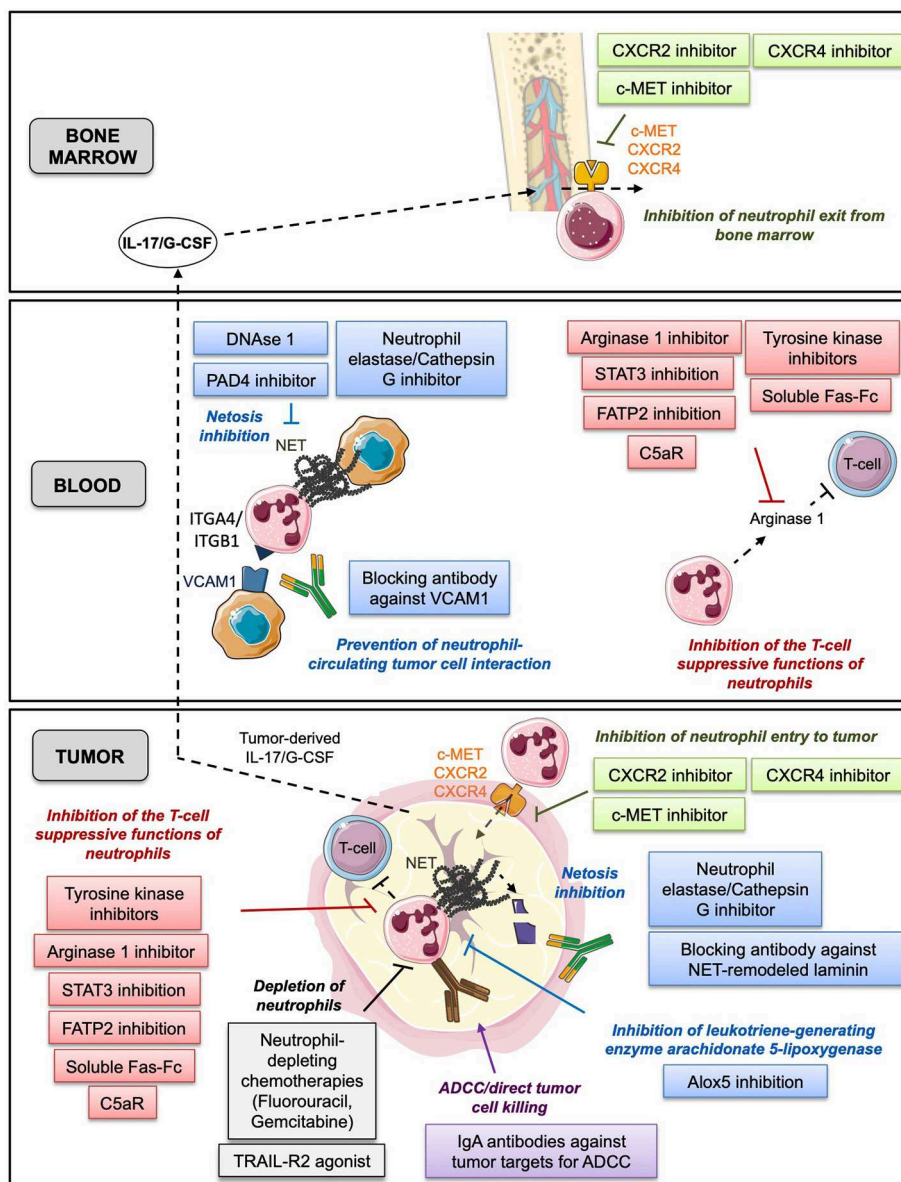 BONE
MARROW
CXCR2 inhibitor
CXCR4 inhibitor
c-MET inhibitor
c-MET
CXCR2
CXCR4
IL-17/G-CSF
Inhibition of neutrophil exit from
bone marrow
BLOOD
DNAse 1
PAD4 inhibitor
Neutrophil
elastase/Cathepsin
G inhibitor
Netosis
inhibition
NET
ITGA4/
ITGB1
VCAM1
Blocking antibody
against VCAM1
Prevention of neutrophil-
circulating tumor cell interaction
Arginase 1 inhibitor
STAT3 inhibition
FATP2 inhibition
C5aR
Tyrosine kinase
inhibitors
Soluble Fas-Fc
T-cell
Arginase 1
Inhibition of the T-cell
suppressive functions of
neutrophils
TUMOR
Tumor-derived
IL-17/G-CSF
c-MET
CXCR2
CXCR4
Inhibition of neutrophil entry to tumor
CXCR2 inhibitor
CXCR4 inhibitor
c-MET inhibitor
Inhibition of the T-cell
suppressive functions of
neutrophils
Tyrosine kinase
inhibitors
Arginase 1 inhibitor
STAT3 inhibition
FATP2 inhibition
Soluble Fas-Fc
C5aR
T-cell
NET
Netosis
inhibition
Neutrophil
elastase/Cathepsin
G inhibitor
Blocking antibody against
NET-remodeled laminin
Depletion of
neutrophils
Neutrophil-
depleting
chemotherapies
(Fluorouracil,
Gemcitabine)
TRAIL-R2 agonist
ADCC/direct tumor
cell killing
IgA antibodies against
tumor targets for ADCC
Inhibition of leukotriene-generating
enzyme arachidonate 5-lipoxygenase
Alox5 inhibition